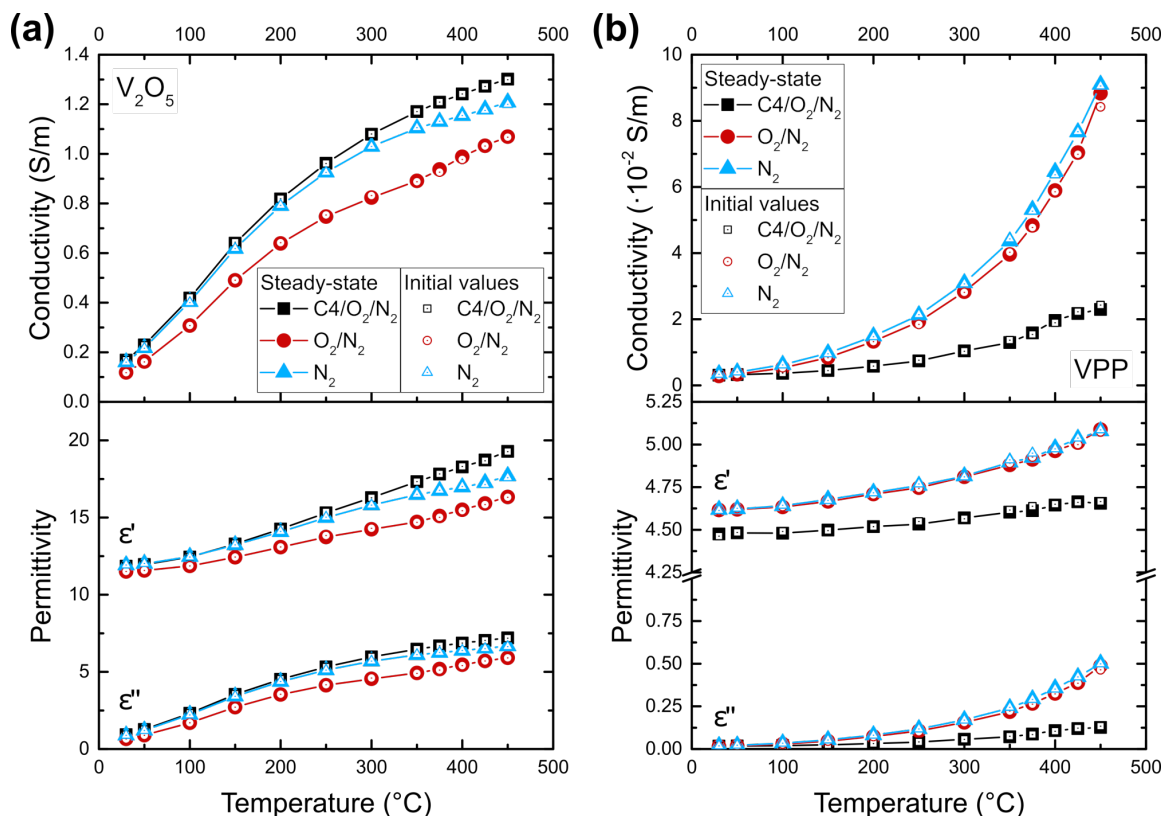 (a)
0 100 200 300 400 500
V₂O₅
Conductivity (S/m)
1.4
1.2
1.0
0.8
0.6
0.4
0.2
0.0
Steady-state
C4/O₂/N₂
O₂/N₂
N₂
Initial values
C4/O₂/N₂
O₂/N₂
N₂
Permittivity
20
15
10
5
0
ε'
ε"
0 100 200 300 400 500
Temperature (°C)
(b)
0 100 200 300 400 500
Conductivity (·10⁻² S/m)
10
8
6
4
2
0
Steady-state
C4/O₂/N₂
O₂/N₂
N₂
Initial values
C4/O₂/N₂
O₂/N₂
N₂
VPP
Permittivity
5.25
5.00
4.75
4.50
4.25
0.50
0.25
0.00
ε'
ε"
0 100 200 300 400 500
Temperature (°C)